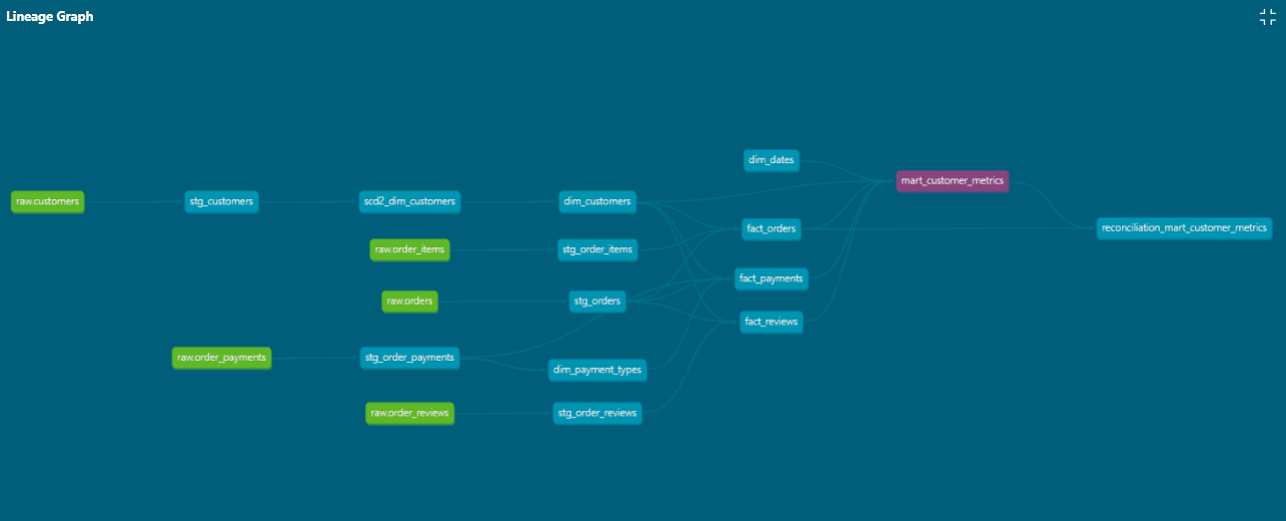 Lineage Graph
dim_dates
mart_customer_metrics
raw.customers
stg_customers
scd2_dim_customers
dim_customers
fact_orders
reconciliation_mart_customer_metrics
raw.order_items
stg_order_items
fact_payments
raw.orders
stg_orders
fact_reviews
raw.order_payments
stg_order_payments
dim_payment_types
raw.order_reviews
stg_order_reviews